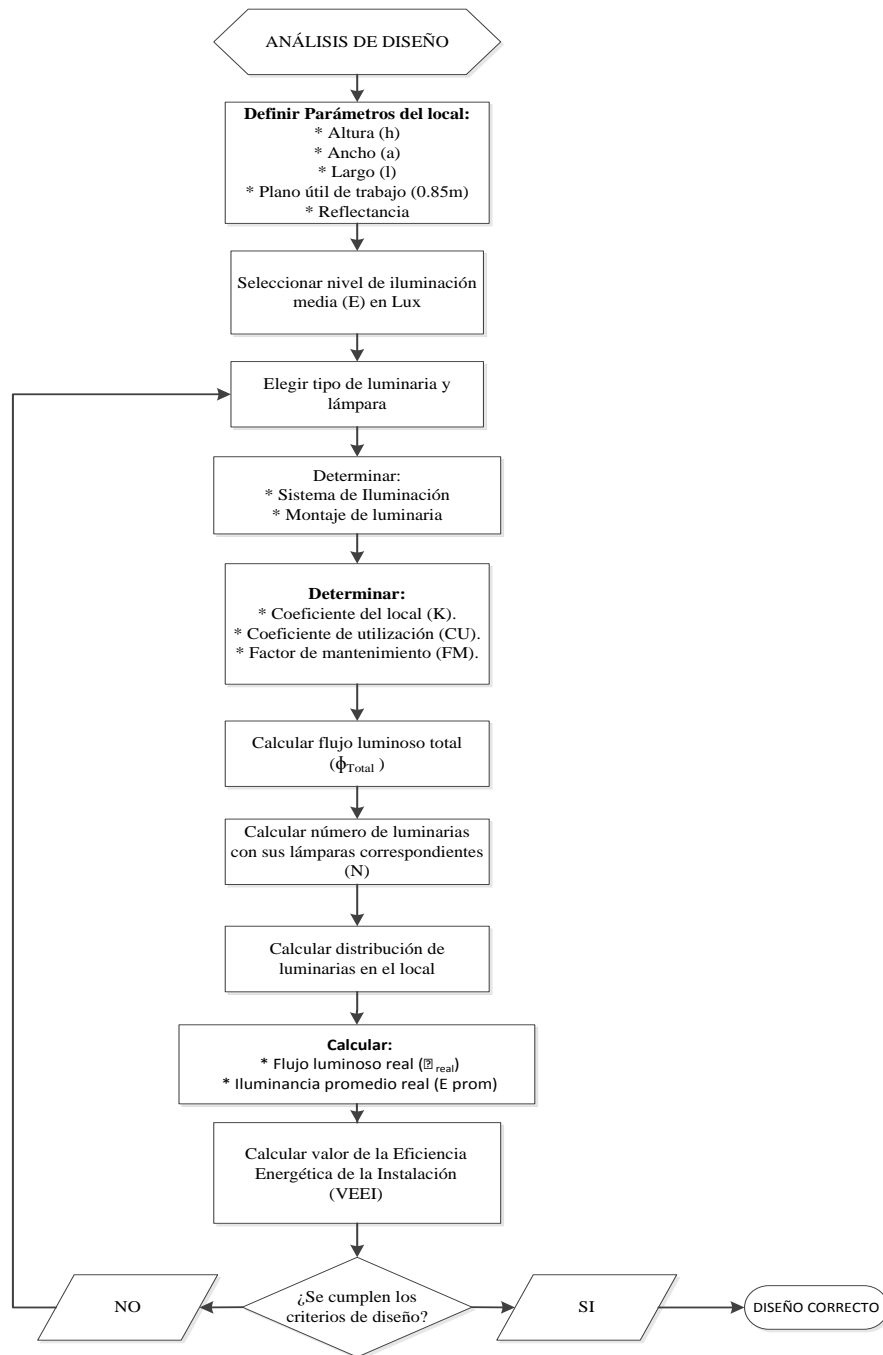 ANÁLISIS DE DISEÑO
Definir Parámetros del local:
* Altura (h)
* Ancho (a)
* Largo (l)
* Plano útil de trabajo (0.85m)
* Reflectancia
Seleccionar nivel de iluminación
media (E) en Lux
Elegir tipo de luminaria y
lámpara
Determinar:
* Sistema de Iluminación
* Montaje de luminaria
Determinar:
* Coeficiente del local (K).
* Coeficiente de utilización (CU).
* Factor de mantenimiento (FM).
Calcular flujo luminoso total
(ϕTotal )
Calcular número de luminarias
con sus lámparas correspondientes
(N)
Calcular distribución de
luminarias en el local
Calcular:
* Flujo luminoso real (⍰ real)
* Iluminancia promedio real (E prom)
Calcular valor de la Eficiencia
Energética de la Instalación
(VEEI)
¿Se cumplen los
criterios de diseño?
NO
SI
DISEÑO CORRECTO